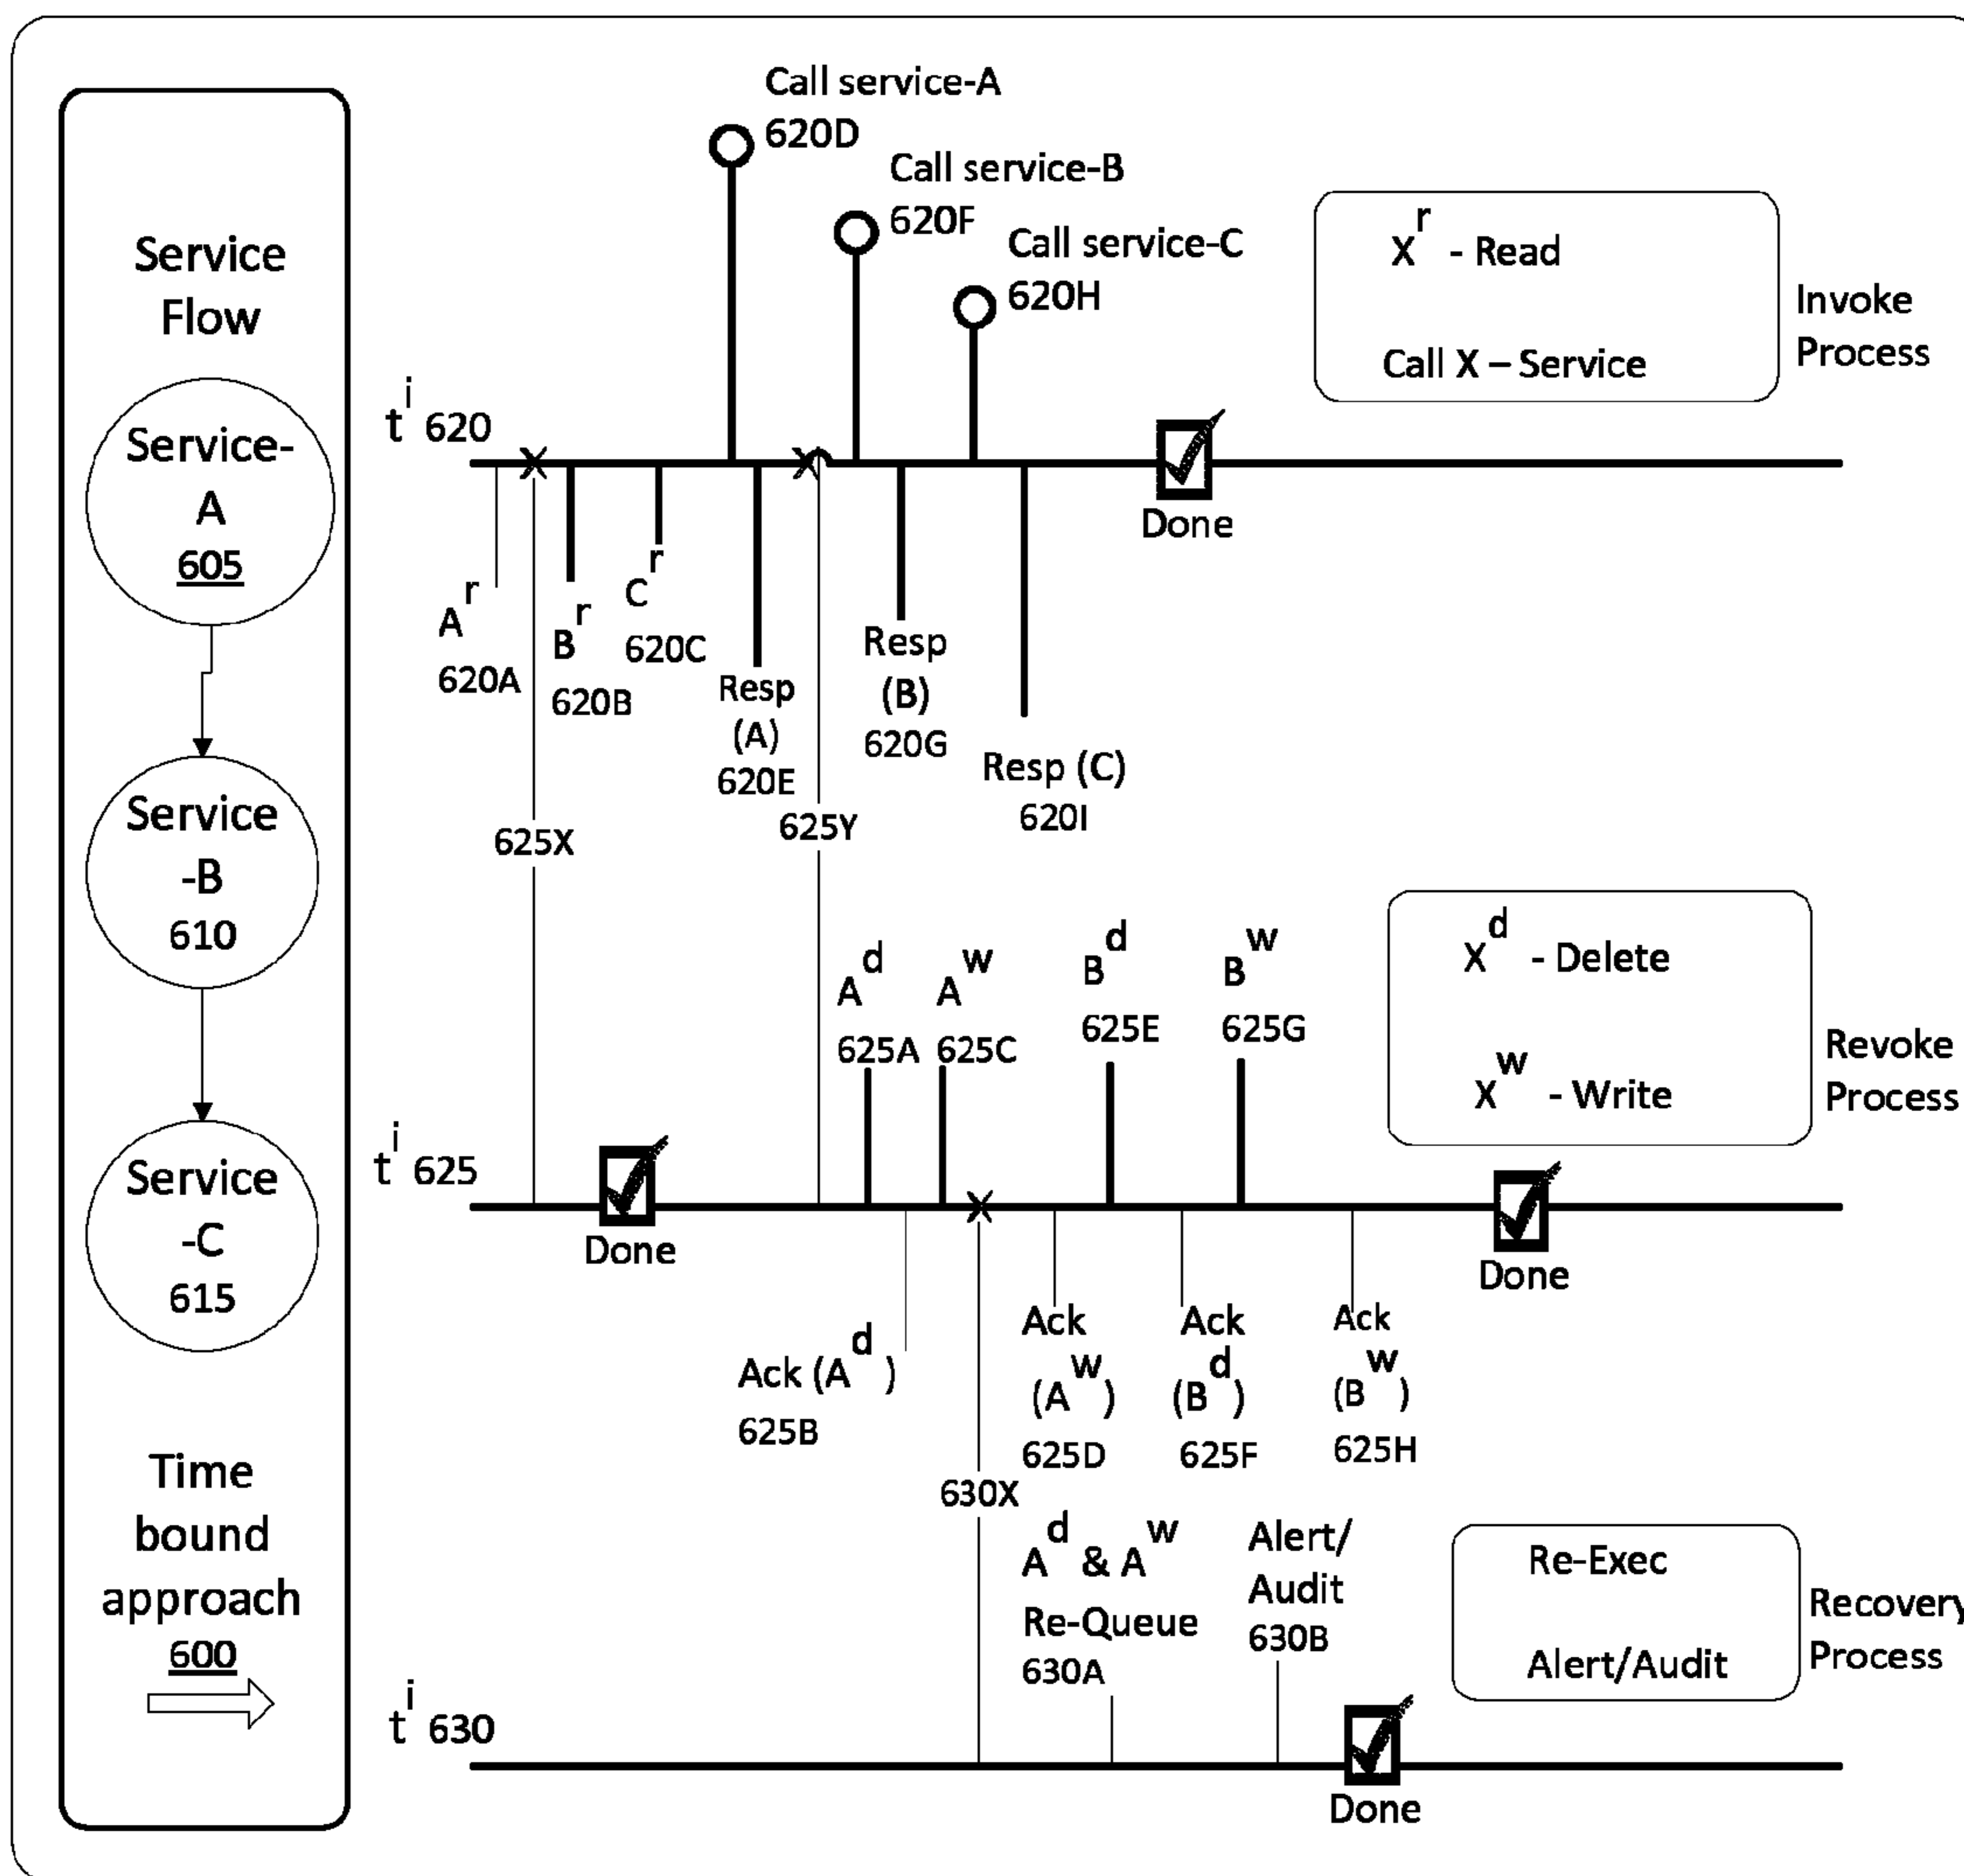 Service
Flow
Service-
A
605
Service
-B
610
Service
-C
615
Time
bound
approach
600
Call service-A
620D
Call service-B
620F
Call service-C
620H
X^r - Read
Call X – Service
Invoke
Process
t^i 620
Done
A^r
620A
B^r
620B
C^r
620C
Resp
(A)
620E
Resp
(B)
620G
Resp (C)
620I
625X
625Y
A^d
625A
A^w
625C
B^d
625E
B^w
625G
X^d - Delete
X^w - Write
Revoke
Process
t^i 625
Done
Done
Ack (A^d)
625B
Ack
(A^w)
625D
Ack
(B^d)
625F
Ack
(B^w)
625H
630X
A^d & A^w
Re-Queue
630A
Alert/
Audit
630B
Re-Exec
Alert/Audit
Recovery
Process
t^i 630
Done